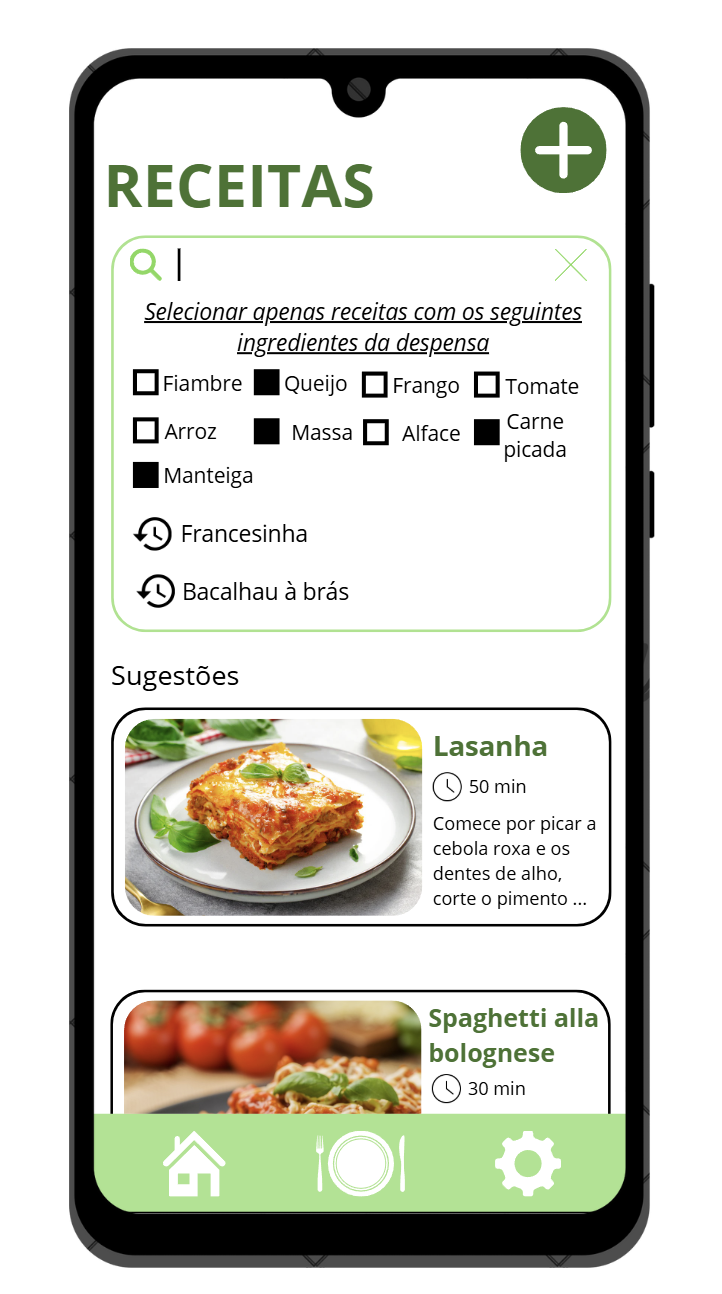 RECEITAS
Selecionar apenas receitas com os seguintes
ingredientes da despensa
Fiambre Queijo Frango Tomate
Arroz Massa Alface Carne
picada
Manteiga
Francesinha
Bacalhau à brás
Sugestões
Lasanha
50 min
Comece por picar a
cebola roxa e os
dentes de alho,
corte o pimento ...
Spaghetti alla
bolognese
30 min